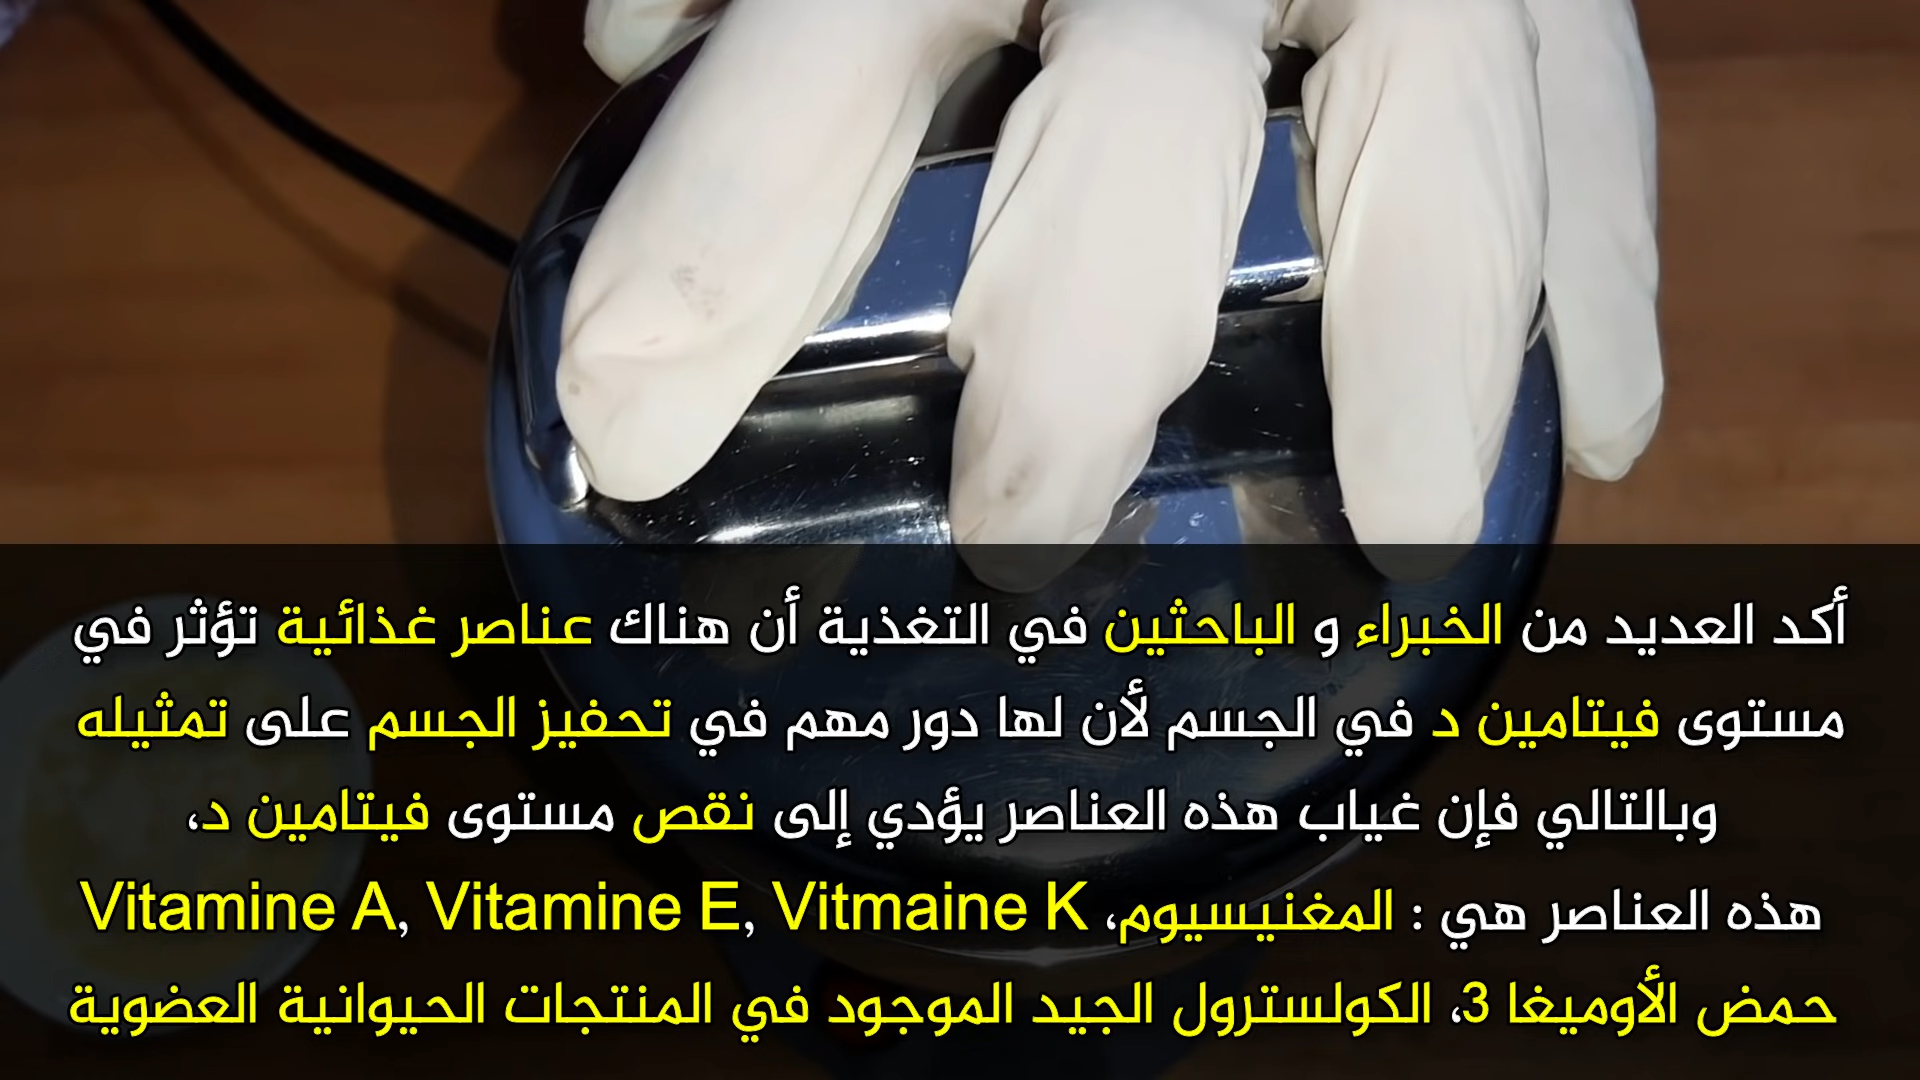 أكد العديد من الخبراء و الباحثين في التغذية أن هناك عناصر غذائية تؤثر في
مستوى فيتامين د في الجسم لأن لها دور مهم في تحفيز الجسم على تمثيله
وبالتالي فإن غياب هذه العناصر يؤدي إلى نقص مستوى فيتامين د،
هذه العناصر هي : المغنيسيوم، Vitamine A, Vitamine E, Vitmaine K
حمض الأوميغا 3، الكولسترول الجيد الموجود في المنتجات الحيوانية العضوية